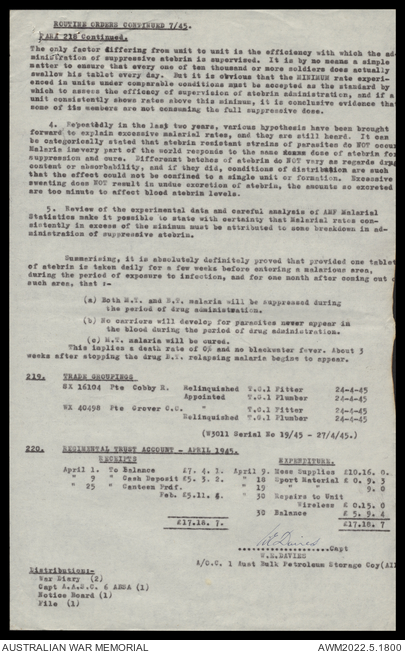 ROUTINE ORDERS CONTINUED 7/45.
PARA 218 Continued.
The only factor differing from unit to unit is the efficiency with which the ad-
ministration of suppressive atebrin is supervised. It is by no means a simple
matter to ensure that every one of ten thousand or more soldiers does actually
swallow his tablet every day. But it is obvious that the MINIMUM rate experi-
enced in units under comparable conditions must be accepted as the standard by
which to assess the efficacy of supervision of atebrin administration, and if a
unit consistently shows rates above this minimum, it is conclusive evidence that
some of its members are not consuming the full suppressive dose.
4. Repeatedly in the last two years, various hypothesis have been brought
forward to explain excessive malarial rates, and they are still heard. It can
be categorically stated that atebrin resistant strains of parasites do NOT occur
Malaria in every part of the world responds to the same dose of atebrin for
suppression and cure. Different batches of atebrin do NOT vary as regards drug
content or absorbability, and if they did, conditions of distribution are such
that the effect could not be confined to a single unit or formation. Excessive
sweating does NOT result in undue excretion of atebrin, the amounts so excreted
are too minute to affect blood atebrin levels.
5. Review of the experimental data and careful analysis of AMF Malarial
Statistics make it possible to state with certainty that Malarial rates con-
sistently in excess of the minimum must be attributed to some breakdown in ad-
ministration of suppressive atebrin.
Summarising, it is absolutely definitely proved that provided one tablet
of atebrin is taken daily for a few weeks before entering a malarious area,
during the period of exposure to infection, and for one month after coming out o
such area, that :-
(a) Both M.T. and B.T. malaria will be suppressed during
the period of drug administration.
(b) No carriers will develop for parasites never appear in
the blood during the period of drug administration.
(c) M.T. malaria will be cured.
This implies a death rate of 0% and no blackwater fever. About 3
weeks after stopping the drug B.T. relapsing malaria begins to appear.
219. TRADE GROUPINGS
SX 16104 Pte Cobby R. Relinquished T.G.1 Fitter 24-4-45
Appointed T.G.1 Plumber 24-4-45
WX 40498 Pte Grover C.O. " T.G.1 Fitter 24-4-45
Relinquished T.G.1 Plumber 24-4-45
(W3011 Serial No 19/45 - 27/4/45.)
220. REGIMENTAL TRUST ACCOUNT - APRIL 1945.
RECEIPTS EXPENDITURE.
April 1. To Balance £7. 4. 1. April 9. Mess Supplies £10.16. 0.
" 9 " Cash Deposit £5. 3. 2. " 18 Sport Material £ 0. 9. 3
" 25 " Canteen Prdf. " 19 " " 9. 0
Feb. £5.11. 4. " 30 Repairs to Unit
Wireless £ 0.15. 0
30 Balance £ 5. 9. 4
£17.18. 7 £17.18. 7
WEDavies
Capt
W.E.DAVIES
A/O.C. 1 Aust Bulk Petroleum Storage Coy(AIF
Distribution:-
War Diary (2)
Capt A.A.S.C. 6 ANSA (1)
Notice Board (1)
File (1)
AUSTRALIAN WAR MEMORIAL
AWM2022.5.1800